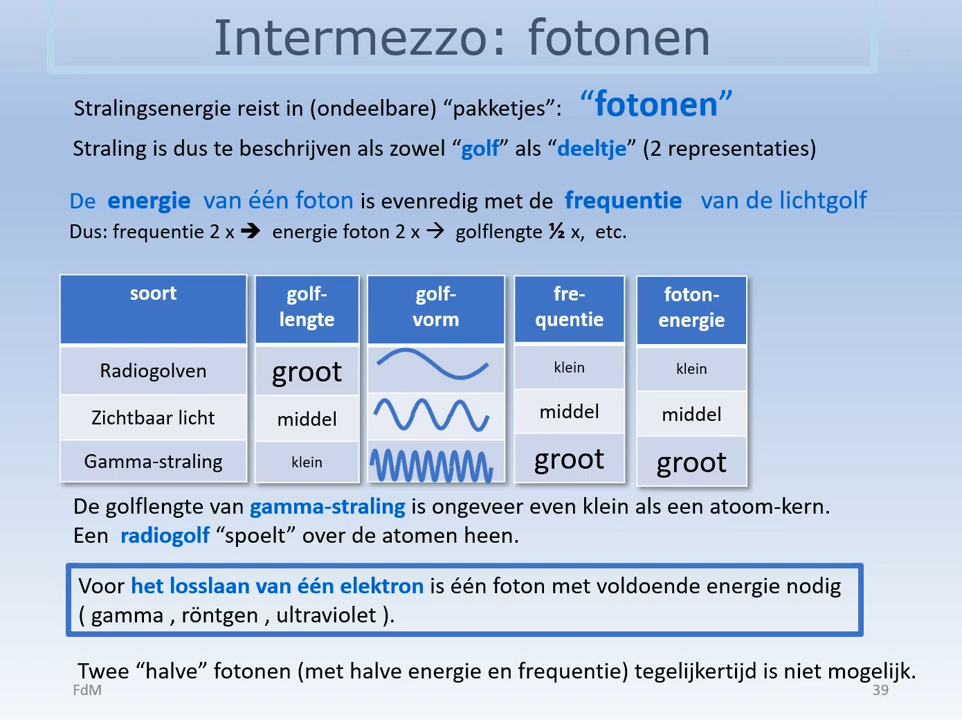 Intermezzo: fotonen
Stralingsenergie reist in (ondeelbare) “pakketjes”: “fotonen”
Straling is dus te beschrijven als zowel “golf” als “deeltje” (2 representaties)
De energie van één foton is evenredig met de frequentie van de lichtgolf
Dus: frequentie 2 x ➔ energie foton 2 x → golflengte ½ x, etc.
soort golf- golf- fre- foton-
lengte vorm quentie energie
Radiogolven groot klein klein
Zichtbaar licht middel middel middel
Gamma-straling klein groot groot
De golflengte van gamma-straling is ongeveer even klein als een atoom-kern.
Een radiogolf “spoelt” over de atomen heen.
Voor het losslaan van één elektron is één foton met voldoende energie nodig
( gamma , röntgen , ultraviolet ).
Twee “halve” fotonen (met halve energie en frequentie) tegelijkertijd is niet mogelijk.
FdM 39